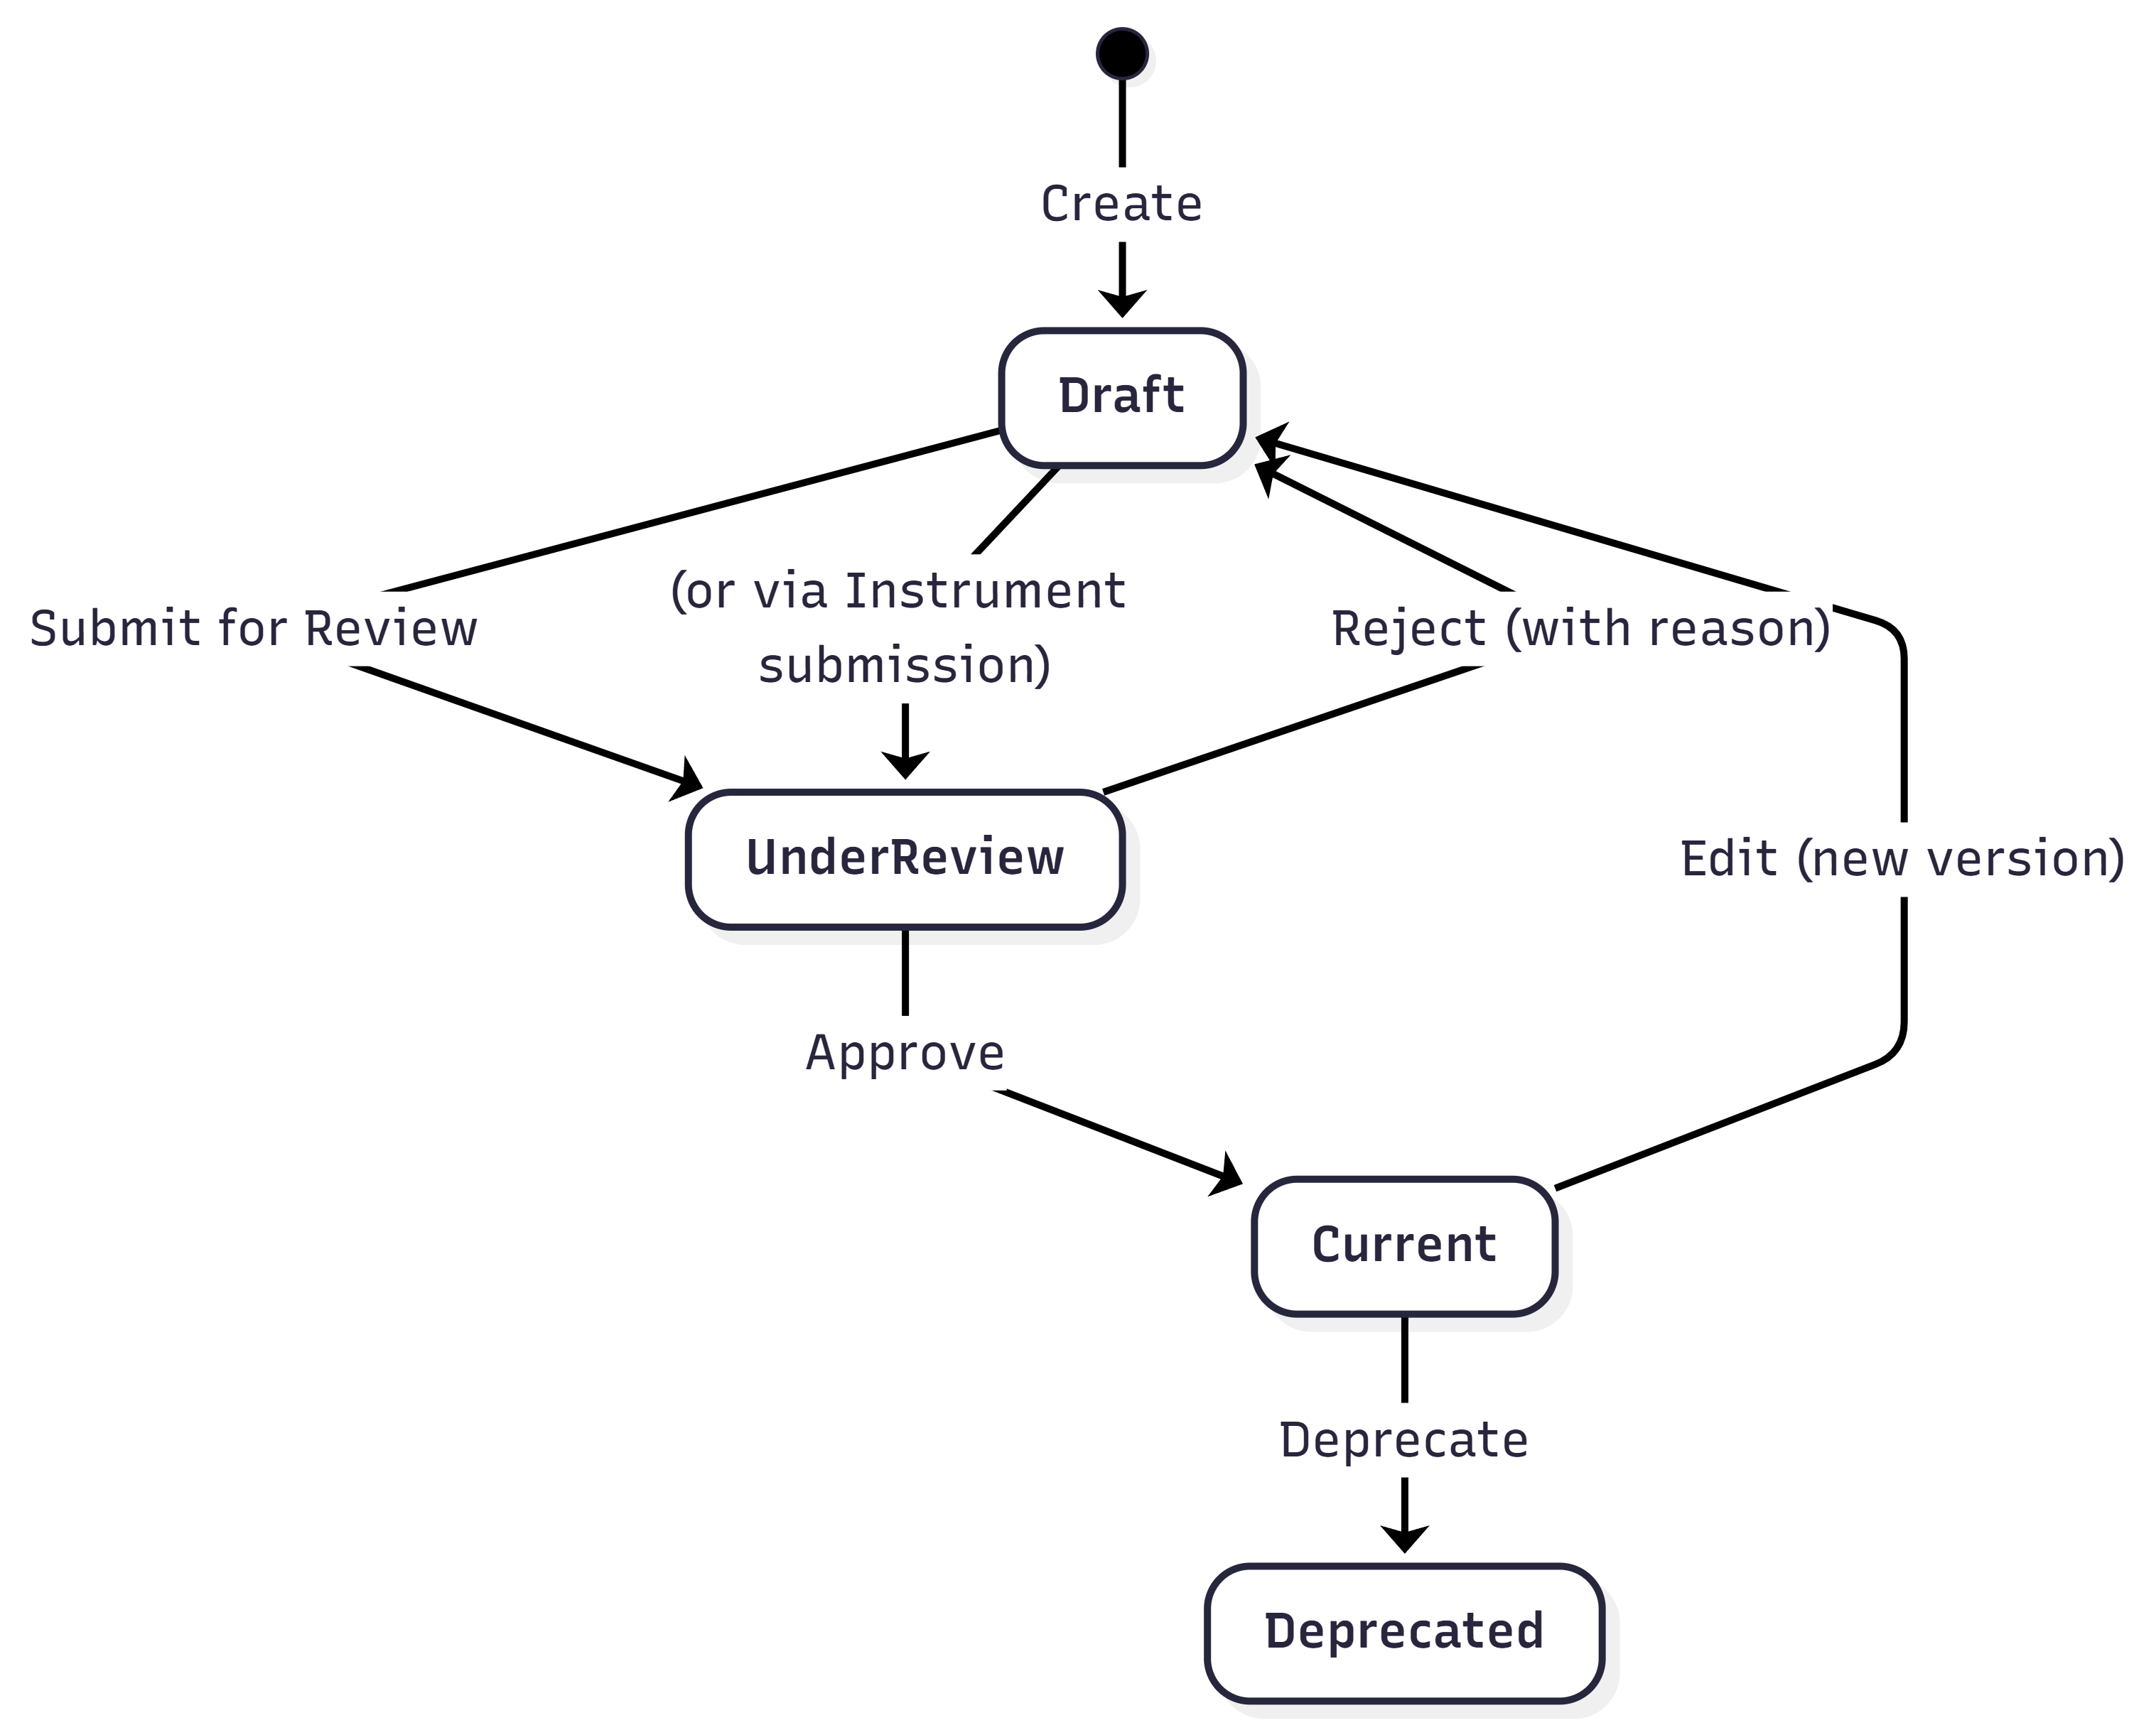 Create
Draft
(or via Instrument
submission)
Submit for Review
Reject (with reason)
UnderReview
Edit (new version)
Approve
Current
Deprecate
Deprecated